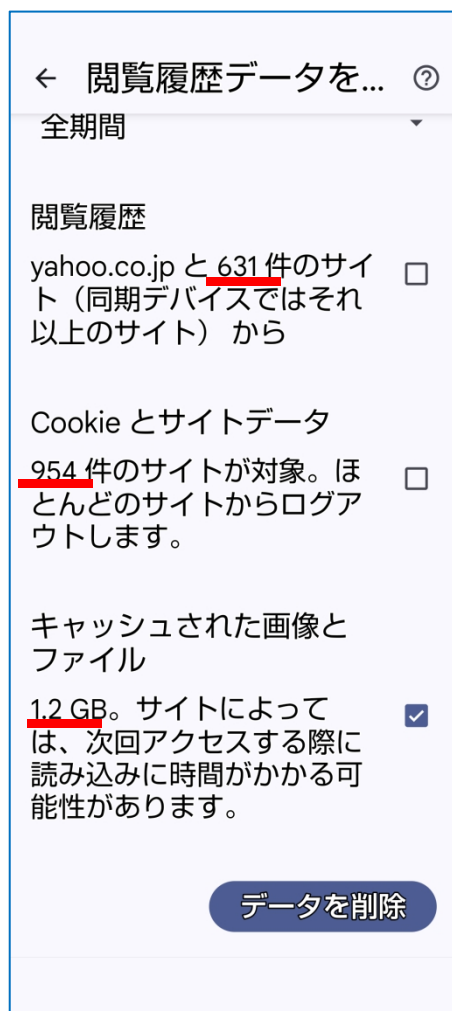 閲覧履歴データを...
全期間
閲覧履歴
yahoo.co.jp と 631 件のサイ
ト（同期デバイスではそれ
以上のサイト） から
Cookie とサイトデータ
954 件のサイトが対象。ほ
とんどのサイトからログア
ウトします。
キャッシュされた画像と
ファイル
1.2 GB。サイトによって
は、次回アクセスする際に
読み込みに時間がかかる可
能性があります。
データを削除